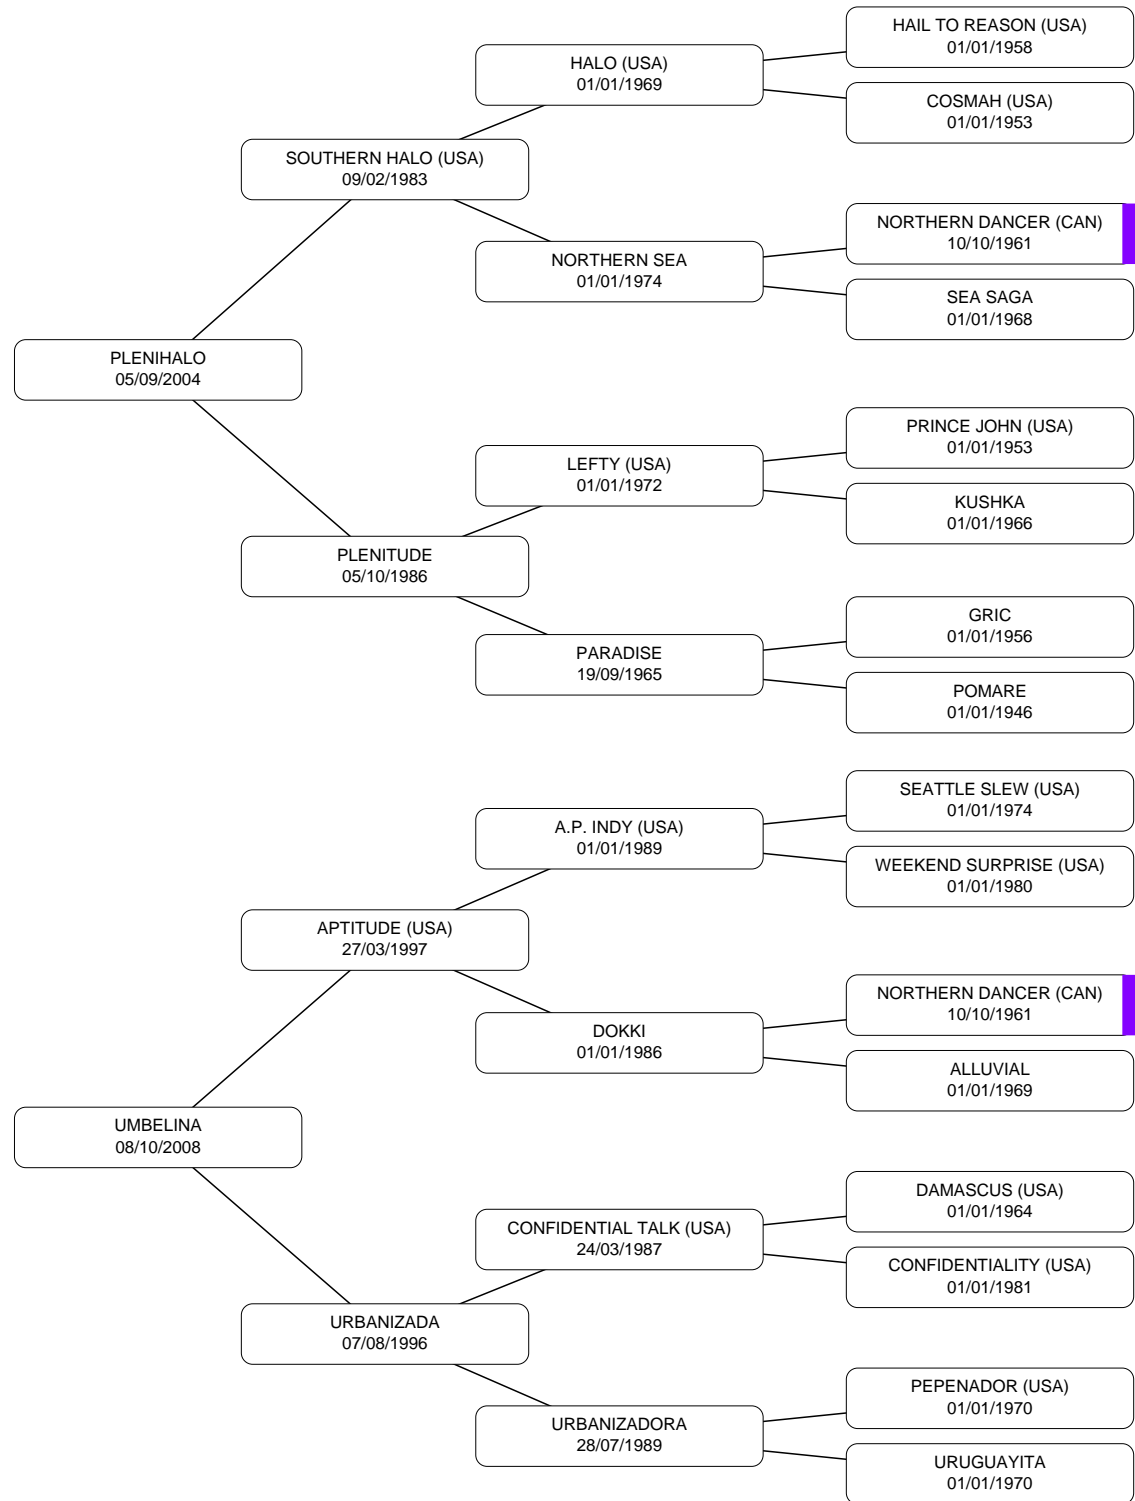 HAIL TO REASON (USA)
01/01/1958
HALO (USA)
01/01/1969
COSMAH (USA)
01/01/1953
SOUTHERN HALO (USA)
09/02/1983
NORTHERN DANCER (CAN)
10/10/1961
NORTHERN SEA
01/01/1974
SEA SAGA
01/01/1968
PLENIHALO
05/09/2004
PRINCE JOHN (USA)
01/01/1953
LEFTY (USA)
01/01/1972
KUSHKA
01/01/1966
PLENITUDE
05/10/1986
GRIC
01/01/1956
PARADISE
19/09/1965
POMARE
01/01/1946
SEATTLE SLEW (USA)
01/01/1974
A.P. INDY (USA)
01/01/1989
WEEKEND SURPRISE (USA)
01/01/1980
APTITUDE (USA)
27/03/1997
NORTHERN DANCER (CAN)
10/10/1961
DOKKI
01/01/1986
ALLUVIAL
01/01/1969
UMBELINA
08/10/2008
DAMASCUS (USA)
01/01/1964
CONFIDENTIAL TALK (USA)
24/03/1987
CONFIDENTIALITY (USA)
01/01/1981
URBANIZADA
07/08/1996
PEPENADOR (USA)
01/01/1970
URBANIZADORA
28/07/1989
URUGUAYITA
01/01/1970